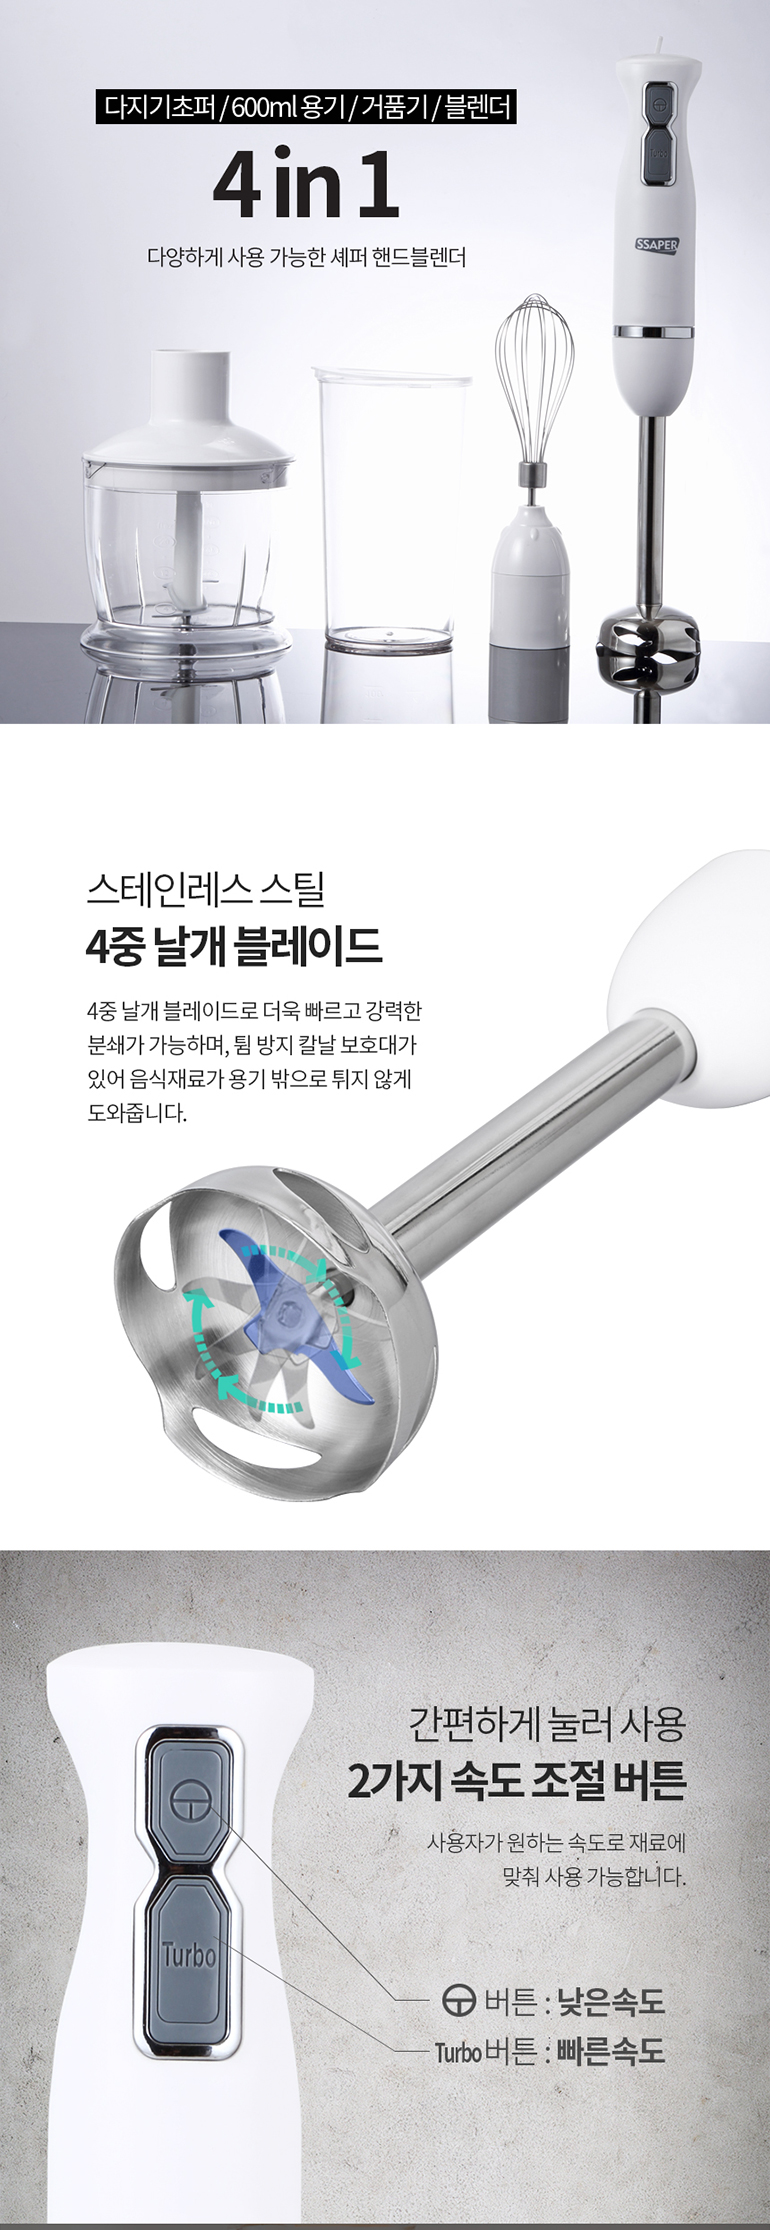 다지기초퍼 / 600ml 용기 / 거품기 / 블렌더
4 in 1
다양하게 사용 가능한 셰퍼 핸드블렌더
Turbo
SSAPER
스테인레스 스틸
4중 날개 블레이드
4중 날개 블레이드로 더욱 빠르고 강력한
분쇄가 가능하며, 튐 방지 칼날 보호대가
있어 음식재료가 용기 밖으로 튀지 않게
도와줍니다.
간편하게 눌러 사용
2가지 속도 조절 버튼
사용자가 원하는 속도로 재료에
맞춰 사용 가능합니다.
Turbo
버튼 : 낮은속도
Turbo 버튼 : 빠른속도